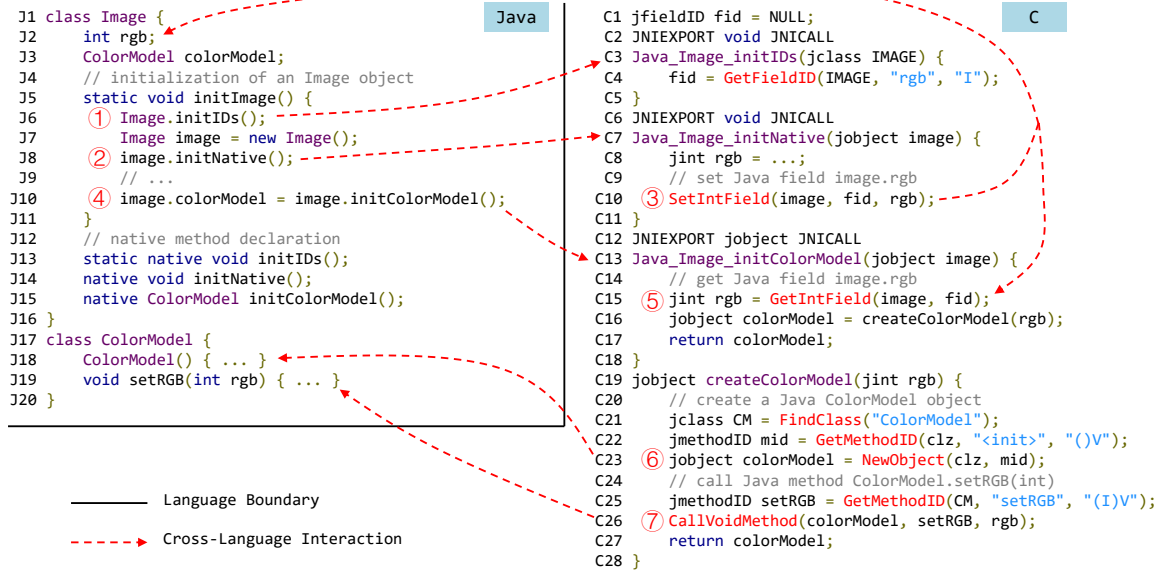 Java
J1 class Image {
J2 int rgb;
J3 ColorModel colorModel;
J4 // initialization of an Image object
J5 static void initImage() {
J6 ① Image.initIDs();
J7 Image image = new Image();
J8 ② image.initNative();
J9 // ...
J10 ④ image.colorModel = image.initColorModel();
J11 }
J12 // native method declaration
J13 static native void initIDs();
J14 native void initNative();
J15 native ColorModel initColorModel();
J16 }
J17 class ColorModel {
J18 ColorModel() { ... }
J19 void setRGB(int rgb) { ... }
J20 }
Language Boundary
Cross-Language Interaction
C
C1 jfieldID fid = NULL;
C2 JNIEXPORT void JNICALL
C3 Java_Image_initIDs(jclass IMAGE) {
C4 fid = GetFieldID(IMAGE, "rgb", "I");
C5 }
C6 JNIEXPORT void JNICALL
C7 Java_Image_initNative(jobject image) {
C8 jint rgb = ...;
C9 // set Java field image.rgb
C10 ③ SetIntField(image, fid, rgb);
C11 }
C12 JNIEXPORT jobject JNICALL
C13 Java_Image_initColorModel(jobject image) {
C14 // get Java field image.rgb
C15 ⑤ jint rgb = GetIntField(image, fid);
C16 jobject colorModel = createColorModel(rgb);
C17 return colorModel;
C18 }
C19 jobject createColorModel(jint rgb) {
C20 // create a Java ColorModel object
C21 jclass CM = FindClass("ColorModel");
C22 jmethodID mid = GetMethodID(clz, "<init>", "()V");
C23 ⑥ jobject colorModel = NewObject(clz, mid);
C24 // call Java method ColorModel.setRGB(int)
C25 jmethodID setRGB = GetMethodID(CM, "setRGB", "(I)V");
C26 ⑦ CallVoidMethod(colorModel, setRGB, rgb);
C27 return colorModel;
C28 }